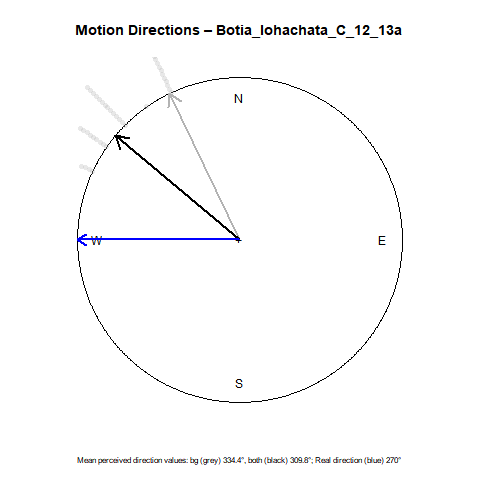 Motion Directions – Botia_lohachata_C_12_13a
N
W
E
S
Mean perceived direction values: bg (grey) 334.4°, both (black) 309.8°; Real direction (blue) 270°